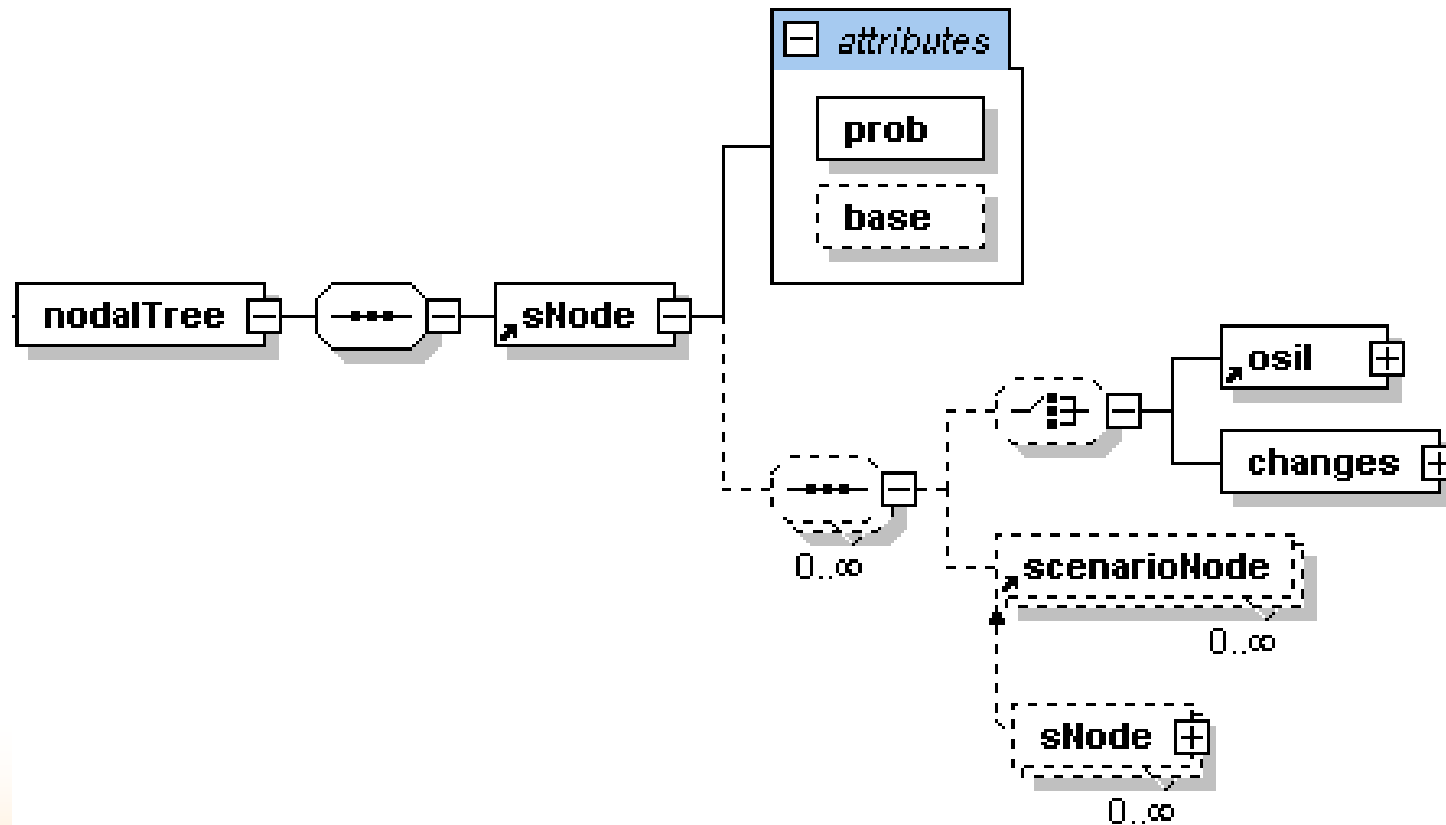 attributes
prob
base
nodalTree
sNode
osil
changes
0..∞
scenarioNode
0..∞
sNode
0..∞